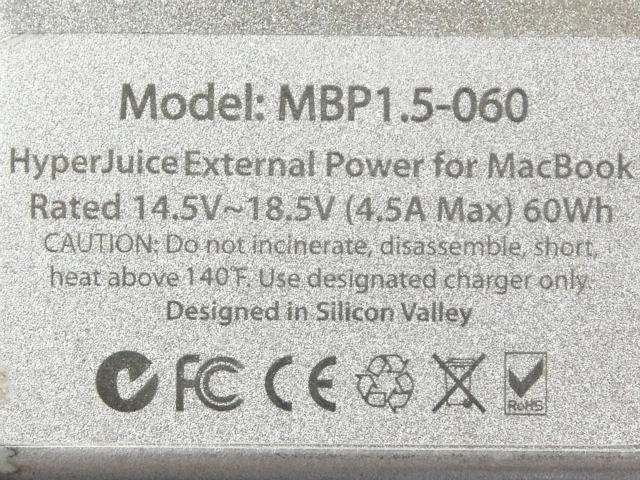 Model: MBP1.5-060
HyperJuice External Power for MacBook
Rated 14.5V~18.5V (4.5A Max) 60Wh
CAUTION: Do not incinerate, disassemble, short,
heat above 140°F. Use designated charger only.
Designed in Silicon Valley
FC CE RoHS